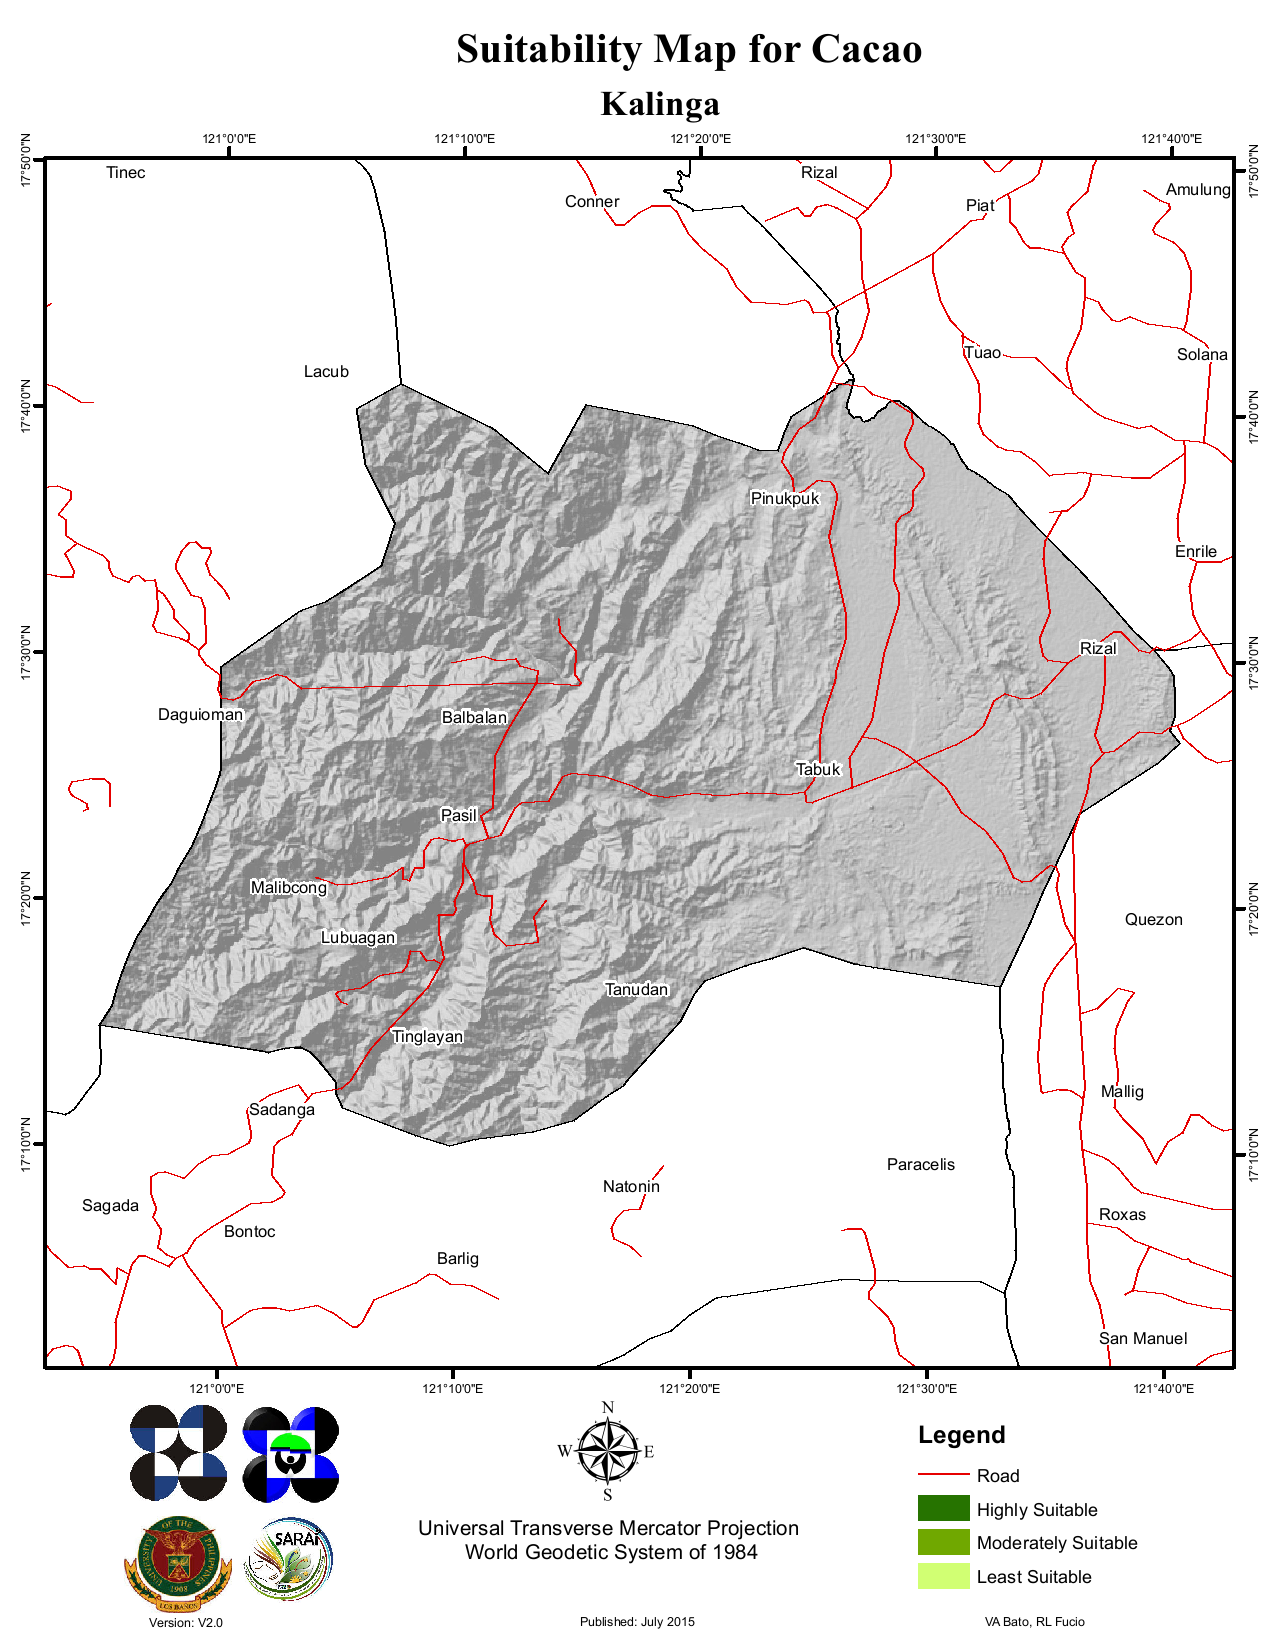 Suitability Map for Cacao
Kalinga
121°0'0"E
121°10'0"E
121°20'0"E
121°30'0"E
121°40'0"E
17°50'0"N
17°50'0"N
Tinec
Conner
Rizal
Piat
Amulung
Lacub
Tuao
Solana
17°40'0"N
17°40'0"N
Pinukpuk
Enrile
17°30'0"N
17°30'0"N
Rizal
Daguioman
Balbalan
Tabuk
Pasil
Malibcong
17°20'0"N
17°20'0"N
Quezon
Lubuagan
Tanudan
Tinglayan
Mallig
Sadanga
17°10'0"N
17°10'0"N
Paracelis
Natonin
Sagada
Roxas
Bontoc
Barlig
San Manuel
121°0'0"E
121°10'0"E
121°20'0"E
121°30'0"E
121°40'0"E
N
W
E
S
Legend
Road
Highly Suitable
Moderately Suitable
Least Suitable
UNIVERSITY OF THE PHILIPPINES
1908
LOS BAÑOS
SARAI
Universal Transverse Mercator Projection
World Geodetic System of 1984
Version: V2.0
Published: July 2015
VA Bato, RL Fucio